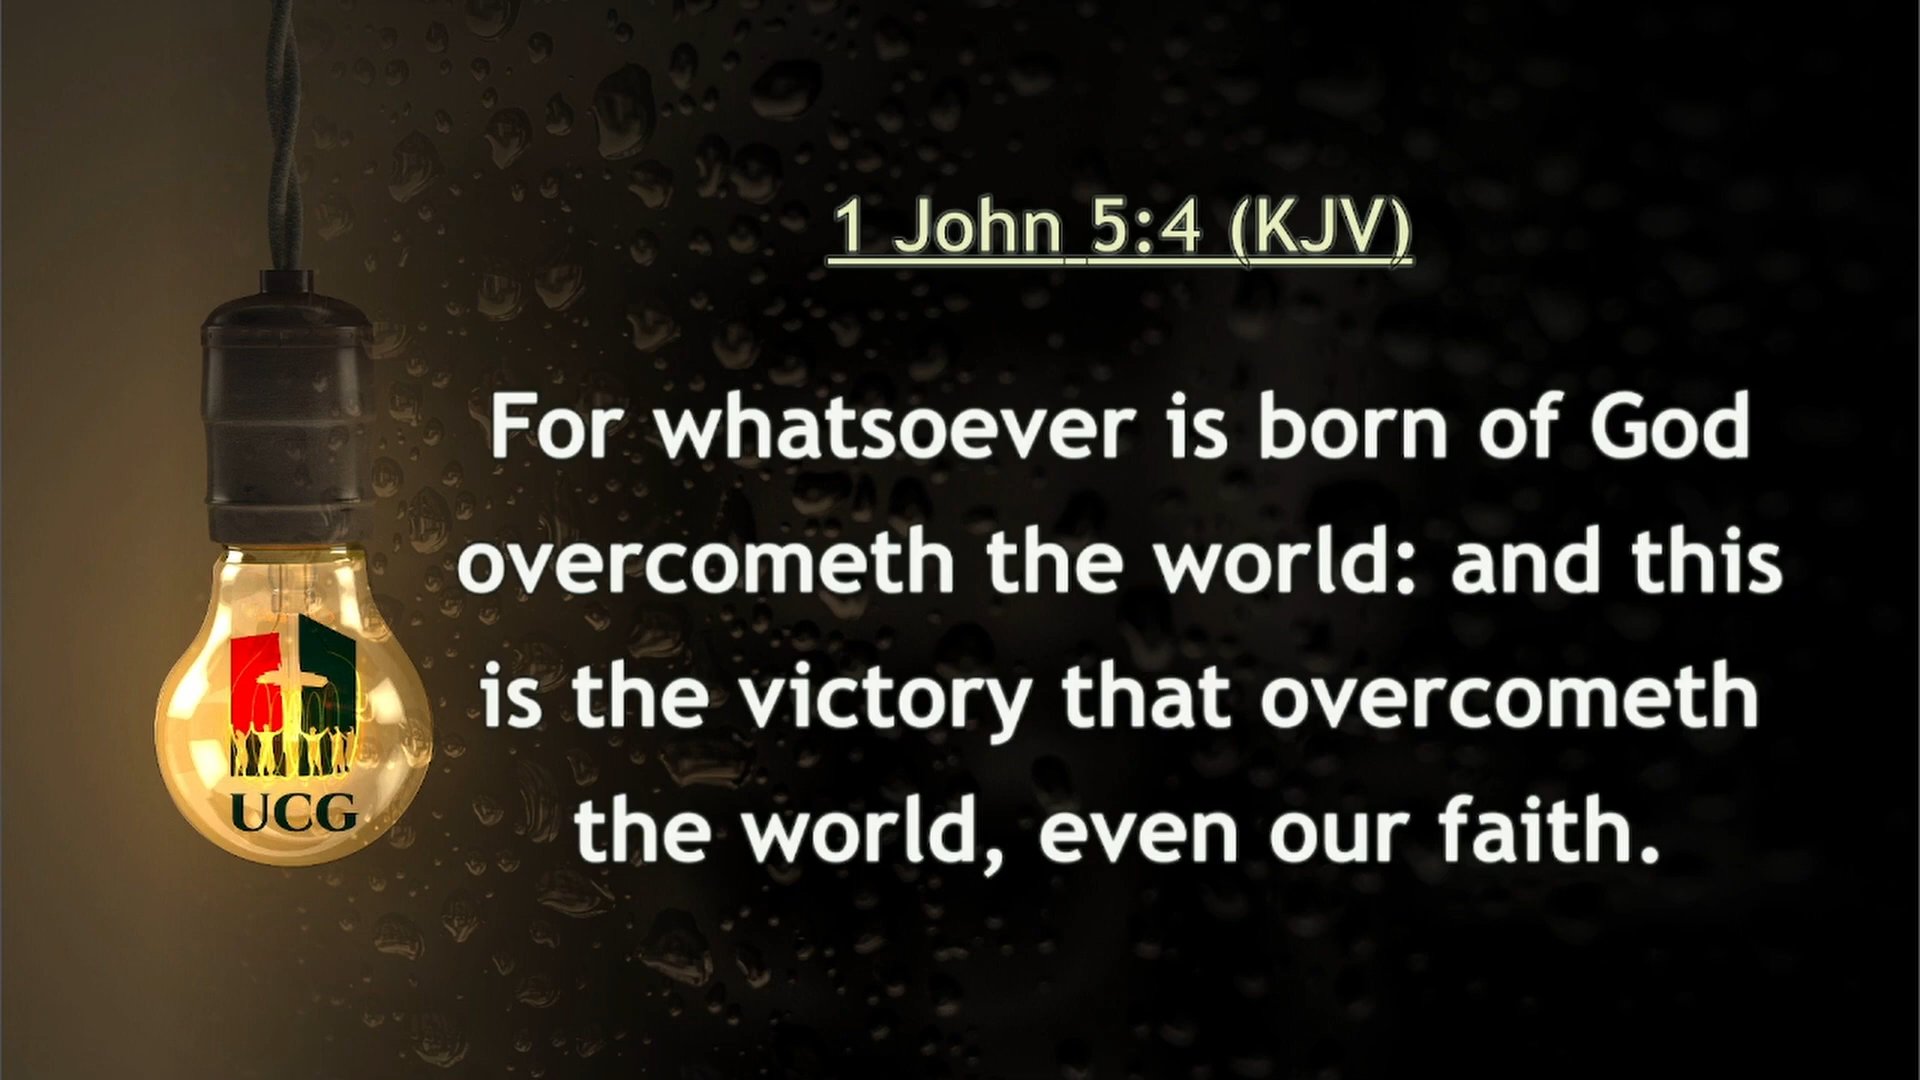 1 John 5:4 (KJV)
For whatsoever is born of God
overcometh the world: and this
is the victory that overcometh
the world, even our faith.
UCG